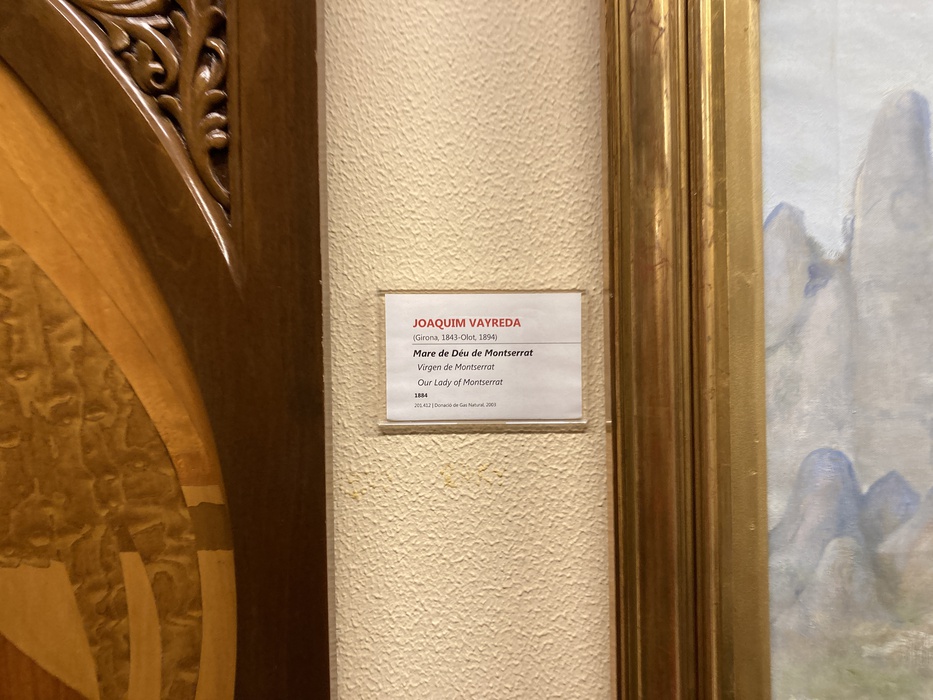 JOAQUIM VAYREDA
(Girona, 1843-Olot, 1894)
Mare de Déu de Montserrat
Virgen de Montserrat
Our Lady of Montserrat
1884
201.412 | Donació de Gas Natural, 2003